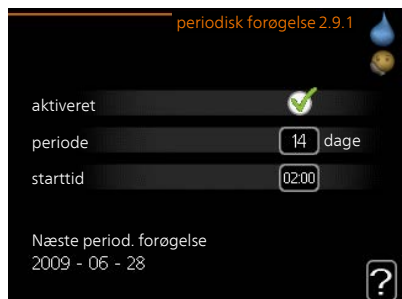 periodisk forøgelse 2.9.1
aktiveret
periode 14 dage
starttid 02:00
Næste period. forøgelse
2009 - 06 - 28
?